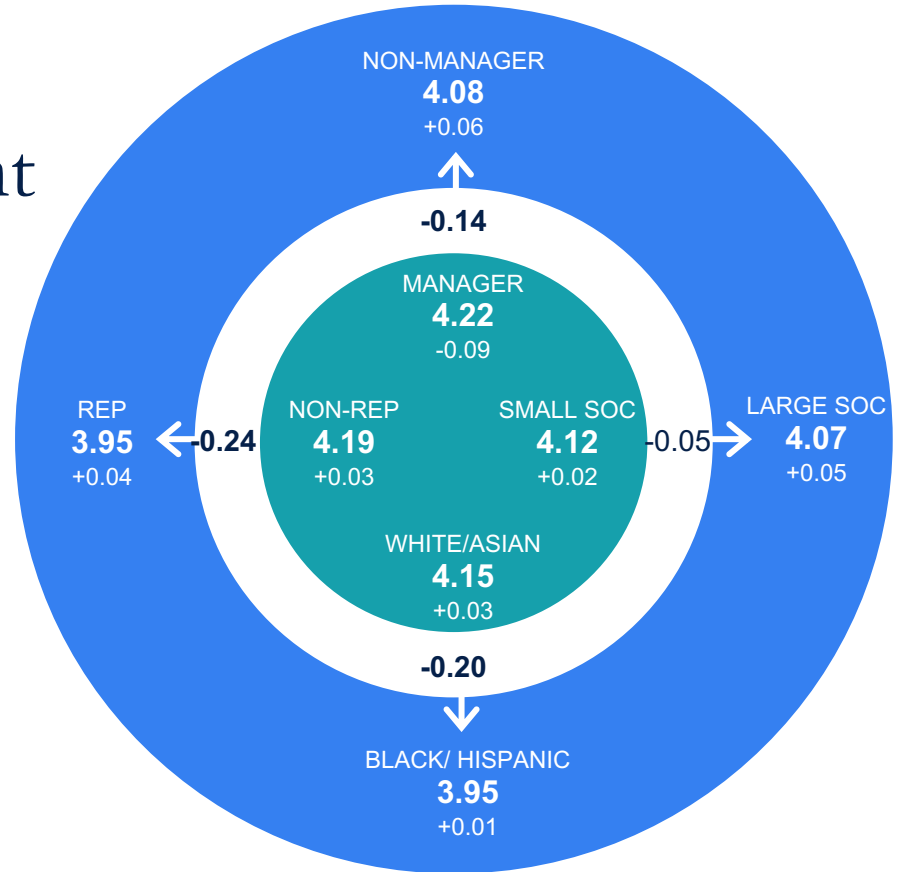 NON-MANAGER
4.08
+0.06
nt
-0.14
MANAGER
4.22
-0.09
REP
3.95
+0.04
-0.24
NON-REP
4.19
+0.03
SMALL SOC
4.12
+0.02
-0.05
LARGE SOC
4.07
+0.05
WHITE/ASIAN
4.15
+0.03
-0.20
BLACK/ HISPANIC
3.95
+0.01